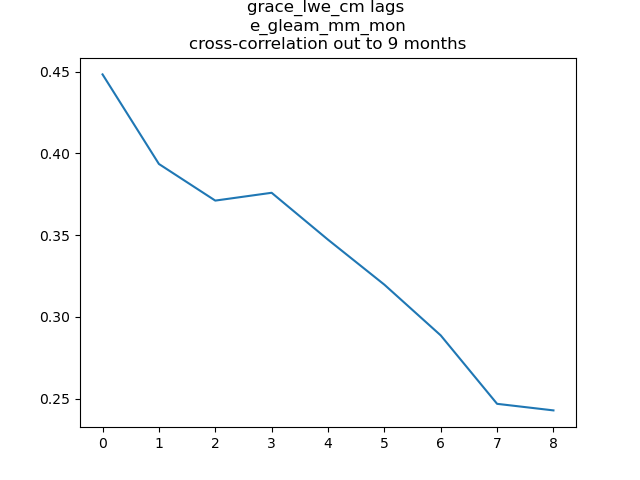 grace_lwe_cm lags
e_gleam_mm_mon
cross-correlation out to 9 months
0.45
0.40
0.35
0.30
0.25
0 1 2 3 4 5 6 7 8